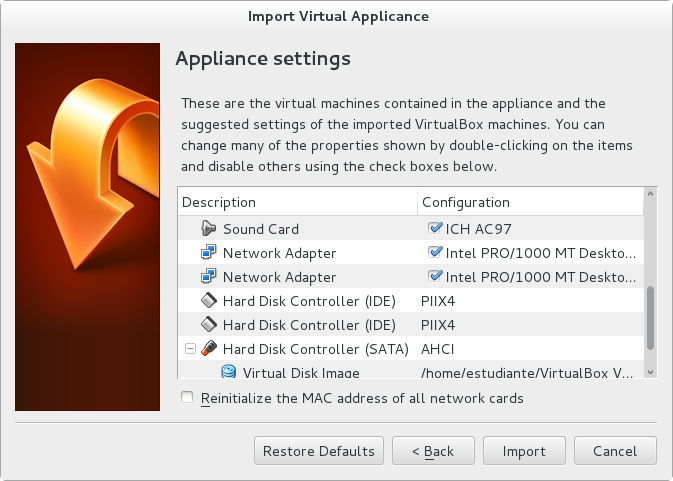 Import Virtual Applicance
Appliance settings
These are the virtual machines contained in the appliance and the
suggested settings of the imported VirtualBox machines. You can
change many of the properties shown by double-clicking on the items
and disable others using the check boxes below.
Description Configuration
Sound Card ICH AC97
Network Adapter Intel PRO/1000 MT Deskto...
Network Adapter Intel PRO/1000 MT Deskto...
Hard Disk Controller (IDE) PIIX4
Hard Disk Controller (IDE) PIIX4
Hard Disk Controller (SATA) AHCI
Virtual Disk Image /home/estudiante/VirtualBox V...
Reinitialize the MAC address of all network cards
Restore Defaults < Back Import Cancel